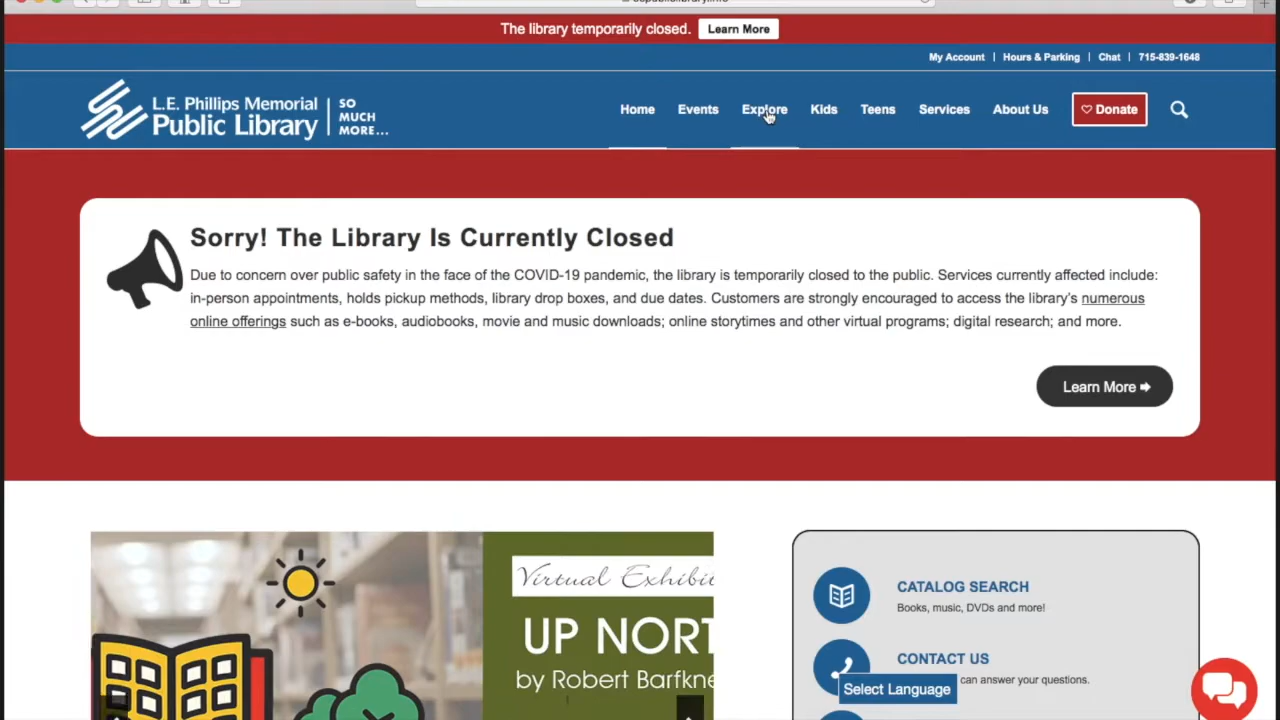 The library temporarily closed. Learn More
My Account | Hours & Parking | Chat | 715-839-1648
L.E. Phillips Memorial
Public Library
SO
MUCH
MORE...
Home Events Explore Kids Teens Services About Us Donate
Sorry! The Library Is Currently Closed
Due to concern over public safety in the face of the COVID-19 pandemic, the library is temporarily closed to the public. Services currently affected include:
in-person appointments, holds pickup methods, library drop boxes, and due dates. Customers are strongly encouraged to access the library's numerous
online offerings such as e-books, audiobooks, movie and music downloads; online storytimes and other virtual programs; digital research; and more.
Learn More
Virtual Exhibi
UP NORT
by Robert Barfkne
CATALOG SEARCH
Books, music, DVDs and more!
CONTACT US
can answer your questions.
Select Language